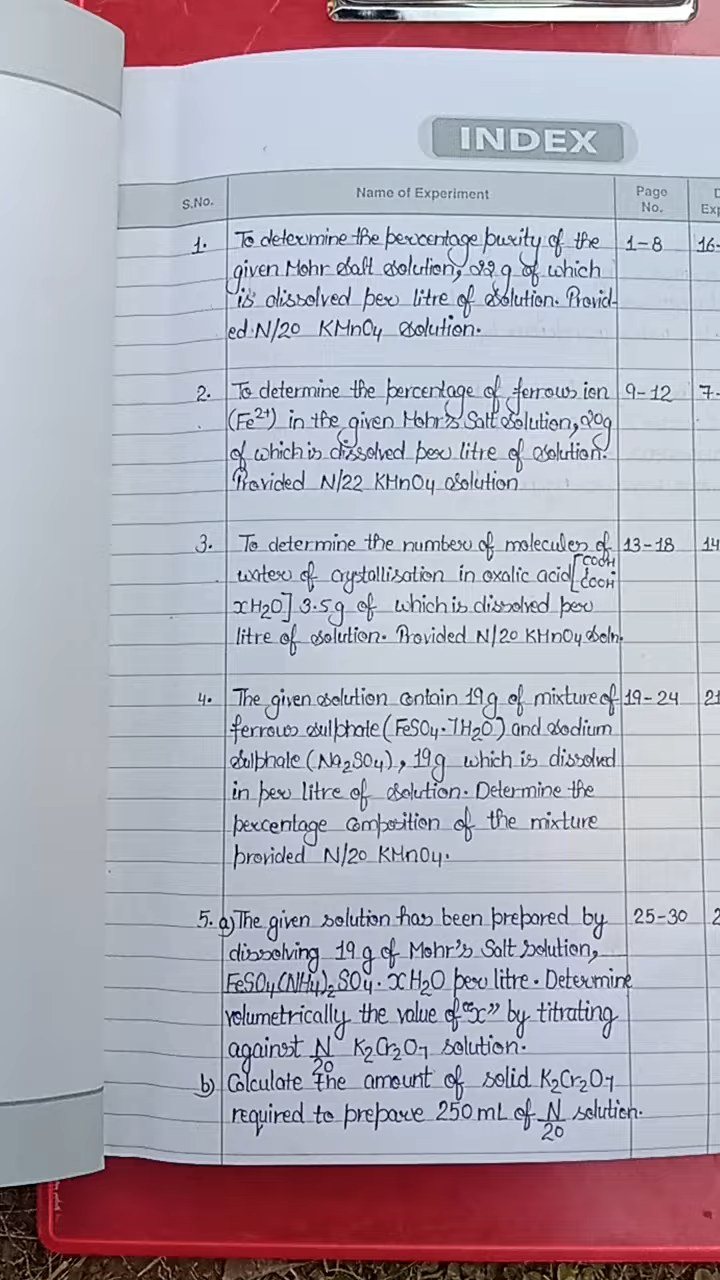 INDEX
S.No. Name of Experiment Page No.
1. To determine the percentage purity of the 1-8 16-
given Mohr Salt solution, 22 g of which
is dissolved per litre of solution. Provid-
ed N/20 KMnO4 solution.
2. To determine the percentage of ferrous ion 9-12 7-
(Fe²⁺) in the given Mohr's Salt solution, 20g
of which is dissolved per litre of solution.
Provided N/22 KMnO4 solution
3. To determine the number of molecules of 13-18 14
water of crystallisation in oxalic acid [COOH COOH
xH2O] 3.5g of which is dissolved per
litre of solution. Provided N/20 KMnO4 soln.
4. The given solution contain 19g of mixture of 19-24 21
ferrous sulphate (FeSO4·7H2O) and sodium
sulphate (Na2SO4), 19g which is dissolved
in per litre of solution. Determine the
percentage composition of the mixture
provided N/20 KMnO4.
5. a) The given solution has been prepared by 25-30 2
dissolving 19 g of Mohr's Salt solution,
FeSO4(NH4)2SO4·xH2O per litre. Determine
volumetrically the value of "x" by titrating
against N/20 K2Cr2O7 solution.
b) Calculate the amount of solid K2Cr2O7
required to prepare 250 mL of N/20 solution.